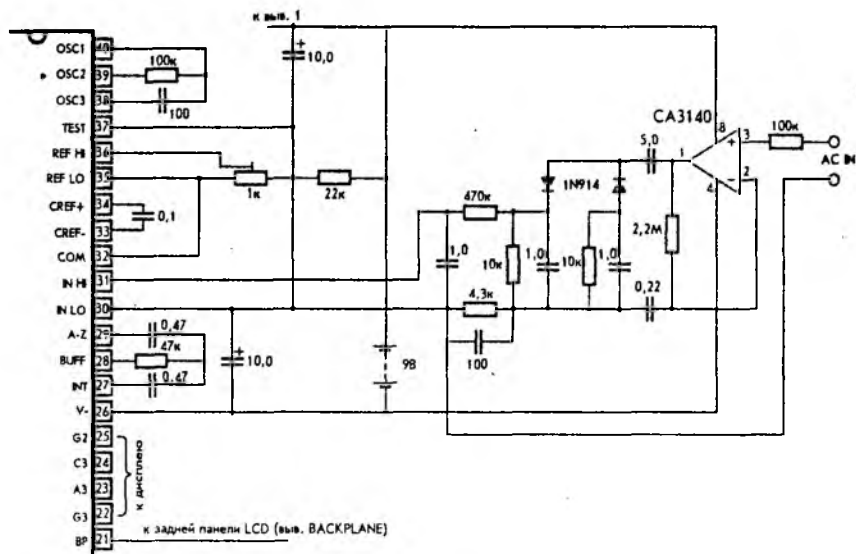 к выв. 1
OSC1 40
OSC2 39
OSC3 38
TEST 37
REF HI 36
REF LO 35
CREF+ 34
CREF- 33
COM 32
IN HI 31
IN LO 30
A-Z 29
BUFF 28
INT 27
V- 26
G2 25
C3 24
A3 23
G3 22
BP 21
100к
100
+
10,0
1к
22к
0,1
0,47
47к
0,47
+
10,0
9В
470к
1,0
10к
4,3к
100
1N914
1,0
10к
1,0
5,0
2,2М
0,22
CA3140
8
1
4
+
3
−
2
100к
AC IN
к дисплею
к задней панели LCD (выв. BACKPLANE)